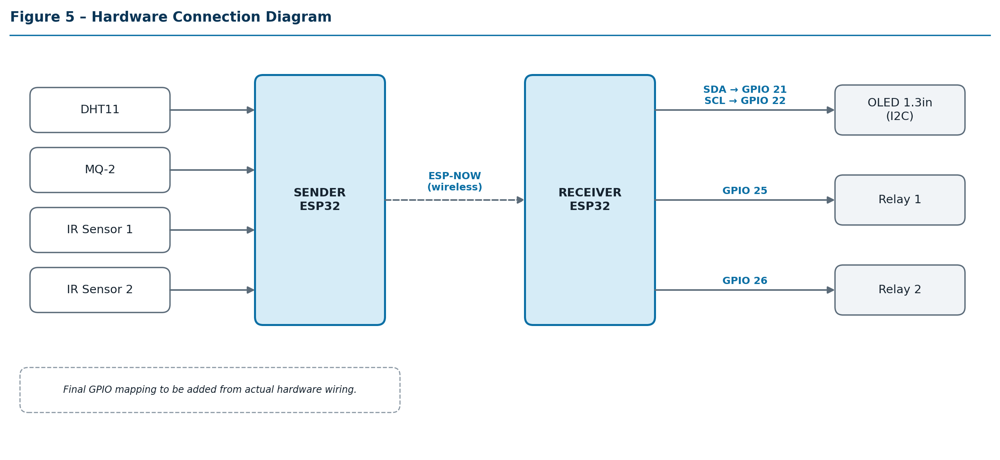 Figure 5 – Hardware Connection Diagram
DHT11
MQ-2
IR Sensor 1
IR Sensor 2
SENDER
ESP32
ESP-NOW
(wireless)
RECEIVER
ESP32
SDA → GPIO 21
SCL → GPIO 22
GPIO 25
GPIO 26
OLED 1.3in
(I2C)
Relay 1
Relay 2
Final GPIO mapping to be added from actual hardware wiring.